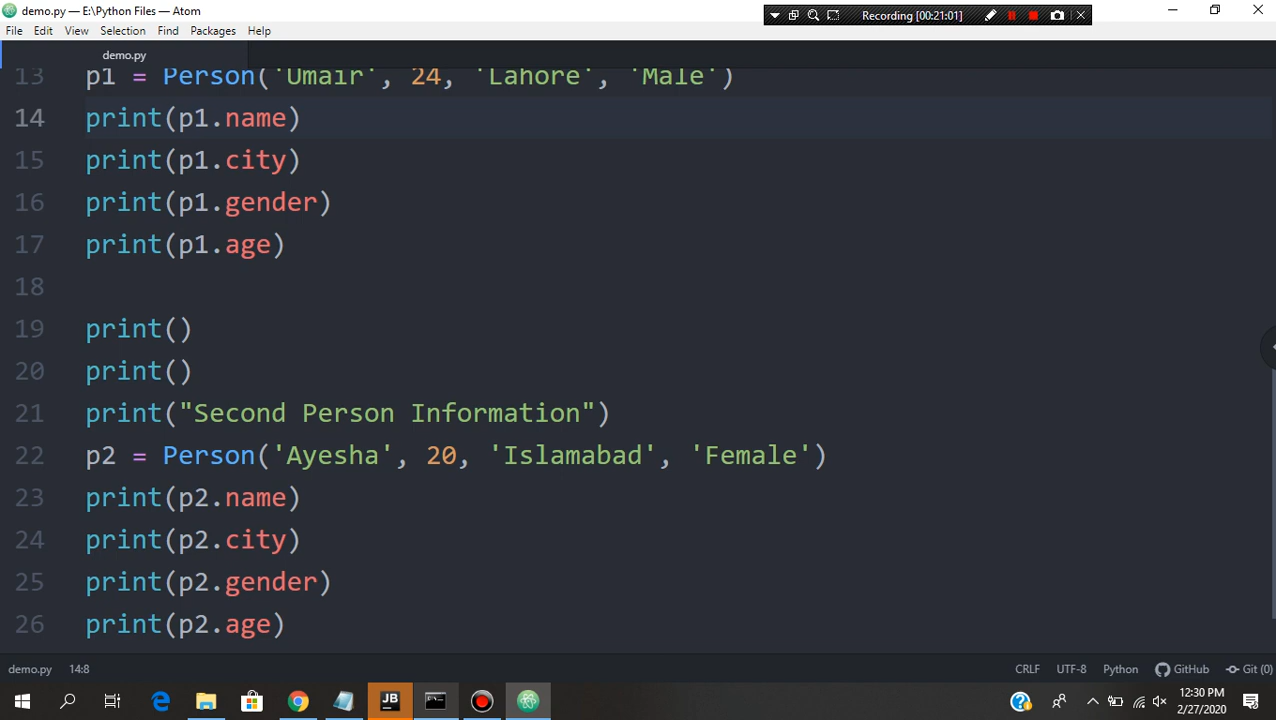 demo.py — E:\Python Files — Atom
Recording [00:21:01]
File Edit View Selection Find Packages Help
demo.py
13 p1 = Person('Umair', 24, 'Lahore', 'Male')
14 print(p1.name)
15 print(p1.city)
16 print(p1.gender)
17 print(p1.age)
18
19 print()
20 print()
21 print("Second Person Information")
22 p2 = Person('Ayesha', 20, 'Islamabad', 'Female')
23 print(p2.name)
24 print(p2.city)
25 print(p2.gender)
26 print(p2.age)
demo.py 14:8 CRLF UTF-8 Python GitHub Git (0)
JB
12:30 PM
2/27/2020